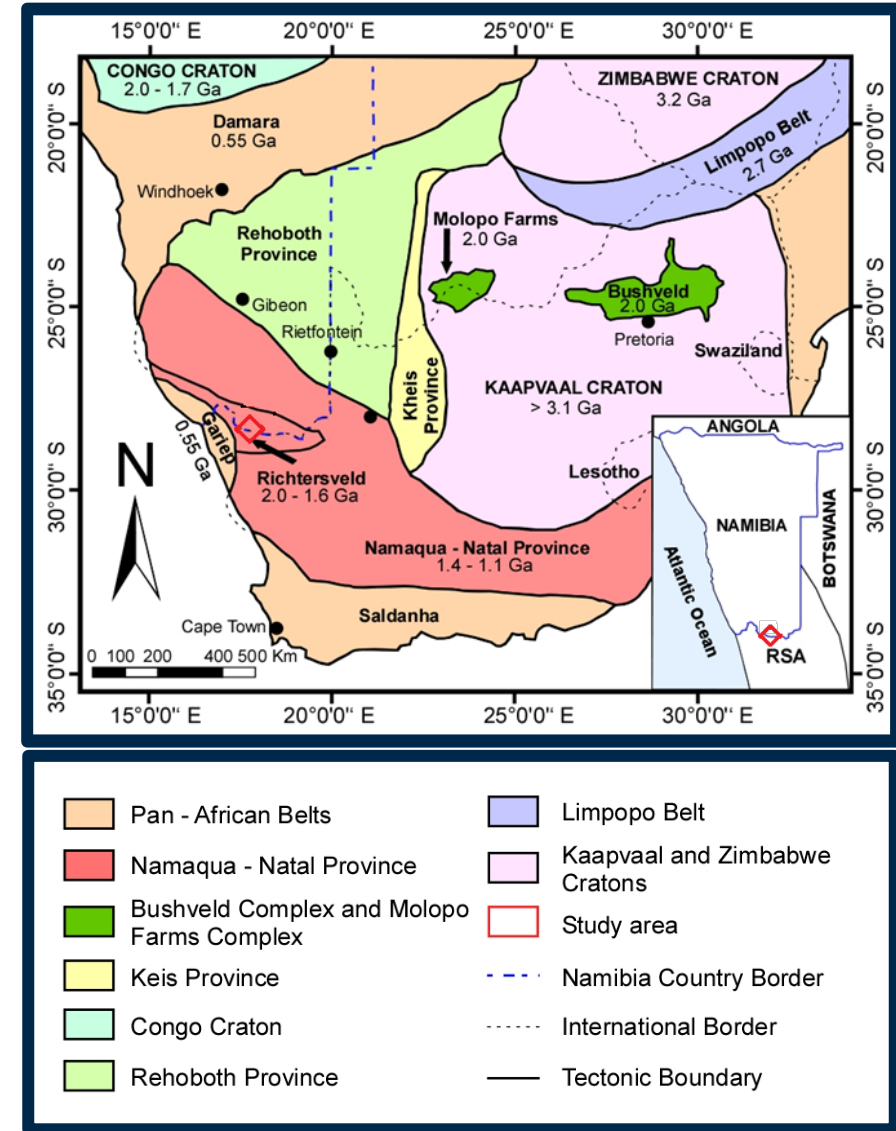 15°0'0" E 20°0'0" E 25°0'0" E 30°0'0" E
20°0'0" S
25°0'0" S
30°0'0" S
35°0'0" S
20°0'0" S
25°0'0" S
30°0'0" S
35°0'0" S
CONGO CRATON
2.0 - 1.7 Ga
ZIMBABWE CRATON
3.2 Ga
Damara
0.55 Ga
Limpopo Belt
2.7 Ga
Windhoek
Molopo Farms
2.0 Ga
Rehoboth
Province
Bushveld
2.0 Ga
Gibeon
Rietfontein
Pretoria
Swaziland
Kheis
Province
KAAPVAAL CRATON
> 3.1 Ga
Gariep
0.55 Ga
N
Richtersveld
2.0 - 1.6 Ga
Lesotho
Namaqua - Natal Province
1.4 - 1.1 Ga
Saldanha
Cape Town
0 100 200 400 500 Km
ANGOLA
NAMIBIA
BOTSWANA
Atlantic Ocean
RSA
15°0'0" E 20°0'0" E 25°0'0" E 30°0'0" E
Pan - African Belts
Namaqua - Natal Province
Bushveld Complex and Molopo
Farms Complex
Keis Province
Congo Craton
Rehoboth Province
Limpopo Belt
Kaapvaal and Zimbabwe
Cratons
Study area
Namibia Country Border
International Border
Tectonic Boundary